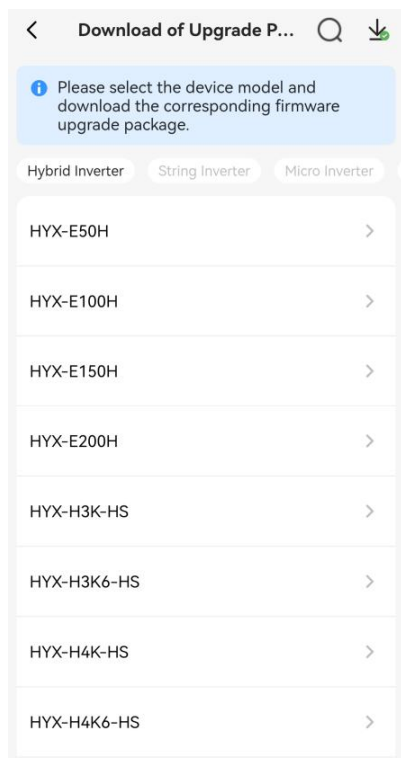 Download of Upgrade P...
Please select the device model and
download the corresponding firmware
upgrade package.
Hybrid Inverter String Inverter Micro Inverter
HYX-E50H
HYX-E100H
HYX-E150H
HYX-E200H
HYX-H3K-HS
HYX-H3K6-HS
HYX-H4K-HS
HYX-H4K6-HS